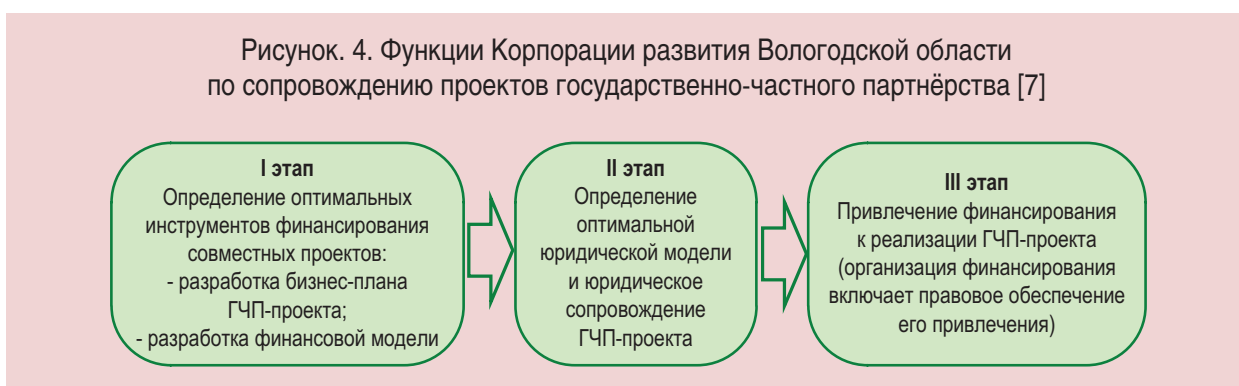 Рисунок. 4. Функции Корпорации развития Вологодской области
по сопровождению проектов государственно-частного партнёрства [7]
I этап
Определение оптимальных
инструментов финансирования
совместных проектов:
- разработка бизнес-плана
ГЧП-проекта;
- разработка финансовой модели
II этап
Определение
оптимальной
юридической модели
и юридическое
сопровождение
ГЧП-проекта
III этап
Привлечение финансирования
к реализации ГЧП-проекта
(организация финансирования
включает правовое обеспечение
его привлечения)